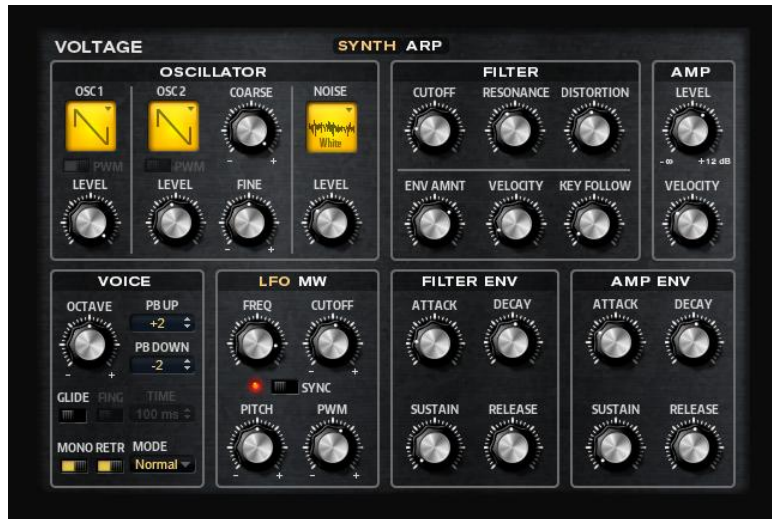 VOLTAGE
SYNTH ARP
OSCILLATOR
OSC1
OSC2
COARSE
NOISE
White
- +
PWM
PWM
LEVEL
LEVEL
FINE
LEVEL
- +
FILTER
CUTOFF
RESONANCE
DISTORTION
ENV AMNT
VELOCITY
KEY FOLLOW
AMP
LEVEL
-∞ +12 dB
VELOCITY
VOICE
OCTAVE
- +
PB UP
+2
PB DOWN
-2
GLIDE
FING
TIME
100 ms
MONO
RETR
MODE
Normal
LFO MW
FREQ
CUTOFF
- +
SYNC
PITCH
PWM
- +
- +
FILTER ENV
ATTACK
DECAY
SUSTAIN
RELEASE
AMP ENV
ATTACK
DECAY
SUSTAIN
RELEASE